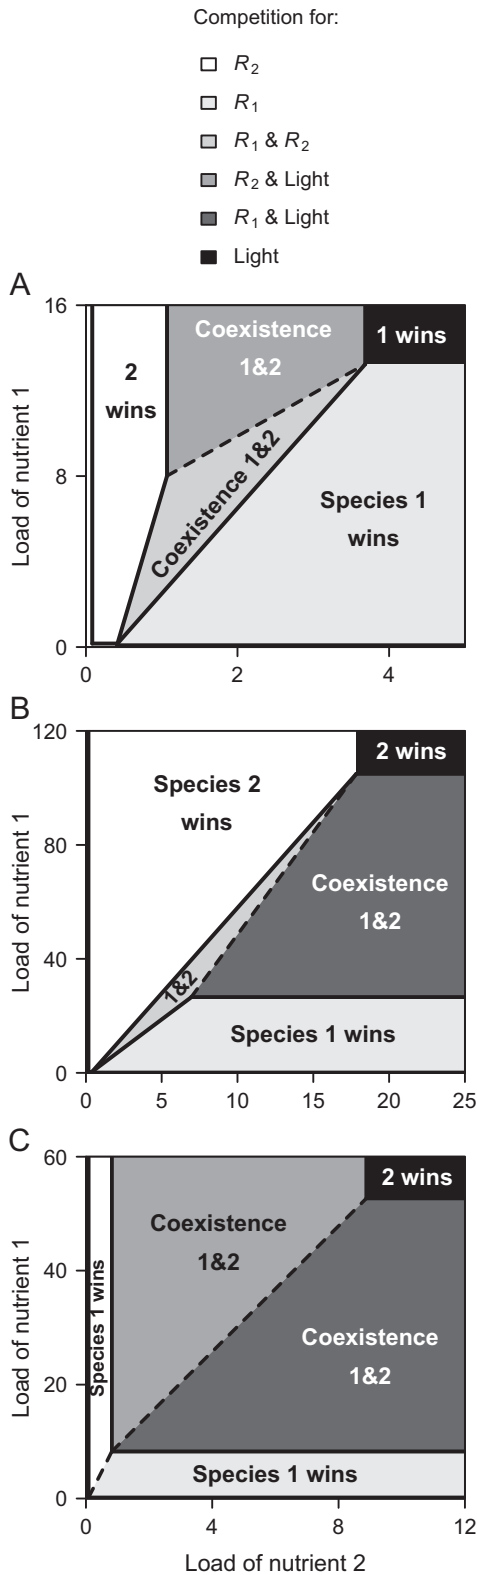 Competition for:
R2
R1
R1 & R2
R2 & Light
R1 & Light
Light
A
16
8
0
0
2
4
Load of nutrient 1
2
wins
Coexistence
1&2
1 wins
Coexistence 1&2
Species 1
wins
B
120
80
40
0
0
5
10
15
20
25
Load of nutrient 1
Species 2
wins
2 wins
Coexistence
1&2
1&2
Species 1 wins
C
60
40
20
0
0
4
8
12
Load of nutrient 1
Species 1 wins
Coexistence
1&2
2 wins
Coexistence
1&2
Species 1 wins
Load of nutrient 2